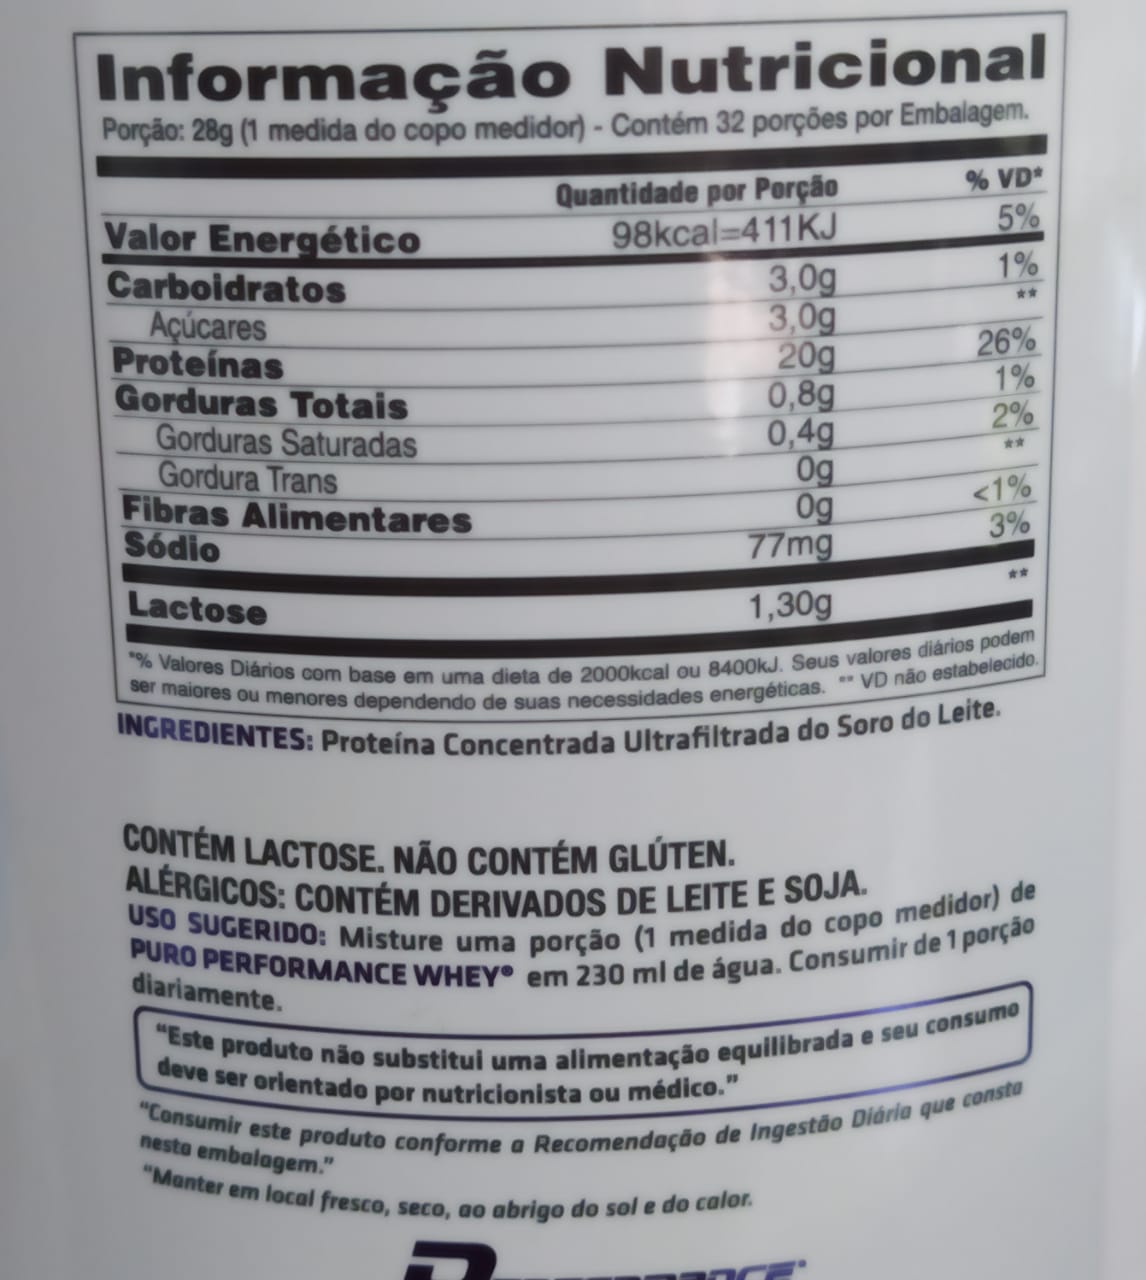 Informação Nutricional
Porção: 28g (1 medida do copo medidor) - Contém 32 porções por Embalagem.
Quantidade por Porção % VD*
Valor Energético 98kcal=411KJ 5%
Carboidratos 3,0g 1%
Açúcares 3,0g **
Proteínas 20g 26%
Gorduras Totais 0,8g 1%
Gorduras Saturadas 0,4g 2%
Gordura Trans 0g **
Fibras Alimentares 0g <1%
Sódio 77mg 3%
Lactose 1,30g **
*% Valores Diários com base em uma dieta de 2000kcal ou 8400kJ. Seus valores diários podem
ser maiores ou menores dependendo de suas necessidades energéticas. ** VD não estabelecido.
INGREDIENTES: Proteína Concentrada Ultrafiltrada do Soro do Leite.
CONTÉM LACTOSE. NÃO CONTÉM GLÚTEN.
ALÉRGICOS: CONTÉM DERIVADOS DE LEITE E SOJA.
USO SUGERIDO: Misture uma porção (1 medida do copo medidor) de
PURO PERFORMANCE WHEY® em 230 ml de água. Consumir de 1 porção
diariamente.
"Este produto não substitui uma alimentação equilibrada e seu consumo
deve ser orientado por nutricionista ou médico."
"Consumir este produto conforme a Recomendação de Ingestão Diária que consta
nesta embalagem."
"Manter em local fresco, seco, ao abrigo do sol e do calor.